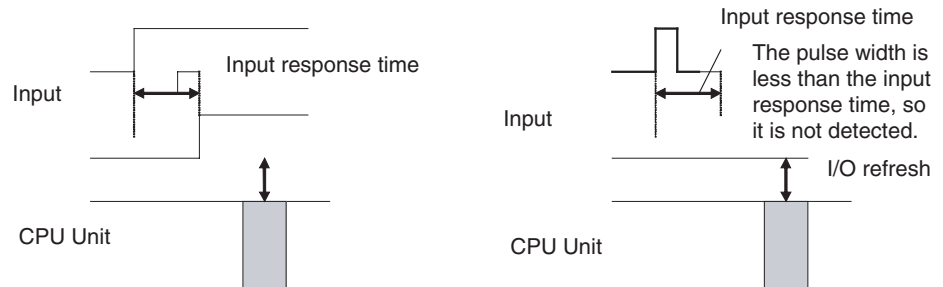 Input response time
Input
CPU Unit
Input response time
The pulse width is
less than the input
response time, so
it is not detected.
Input
I/O refresh
CPU Unit